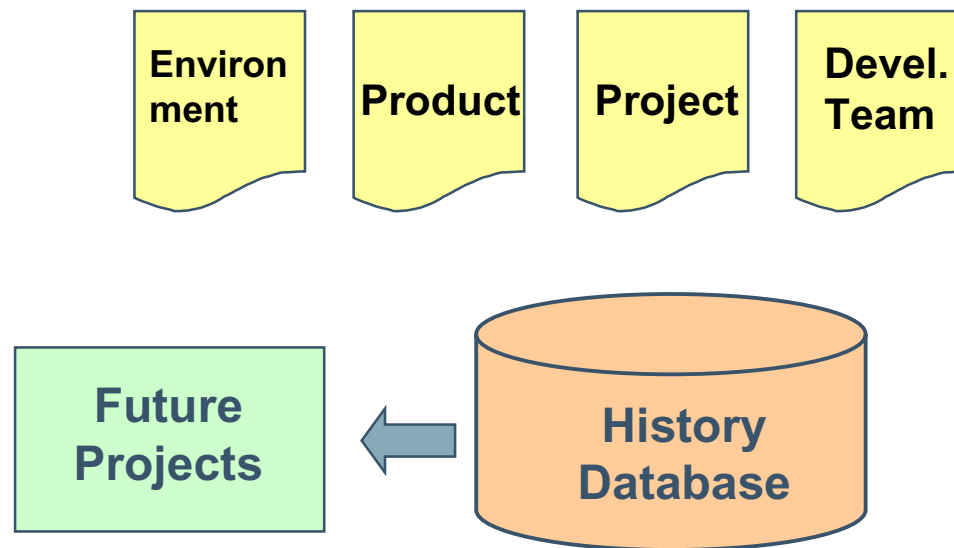 Environ
ment
Product
Project
Devel.
Team
Future
Projects
History
Database